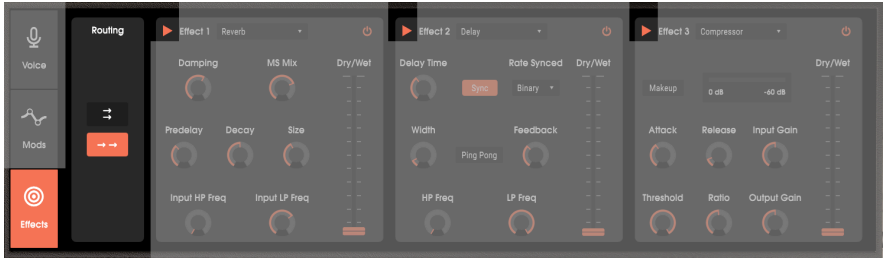 Voice
Mods
Effects
Routing
Effect 1 Reverb
Damping MS Mix Dry/Wet
Predelay Decay Size
Input HP Freq Input LP Freq
Effect 2 Delay
Delay Time Rate Synced Dry/Wet
Sync Binary
Width Feedback
Ping Pong
HP Freq LP Freq
Effect 3 Compressor
Dry/Wet
Makeup 0 dB -60 dB
Attack Release Input Gain
Threshold Ratio Output Gain